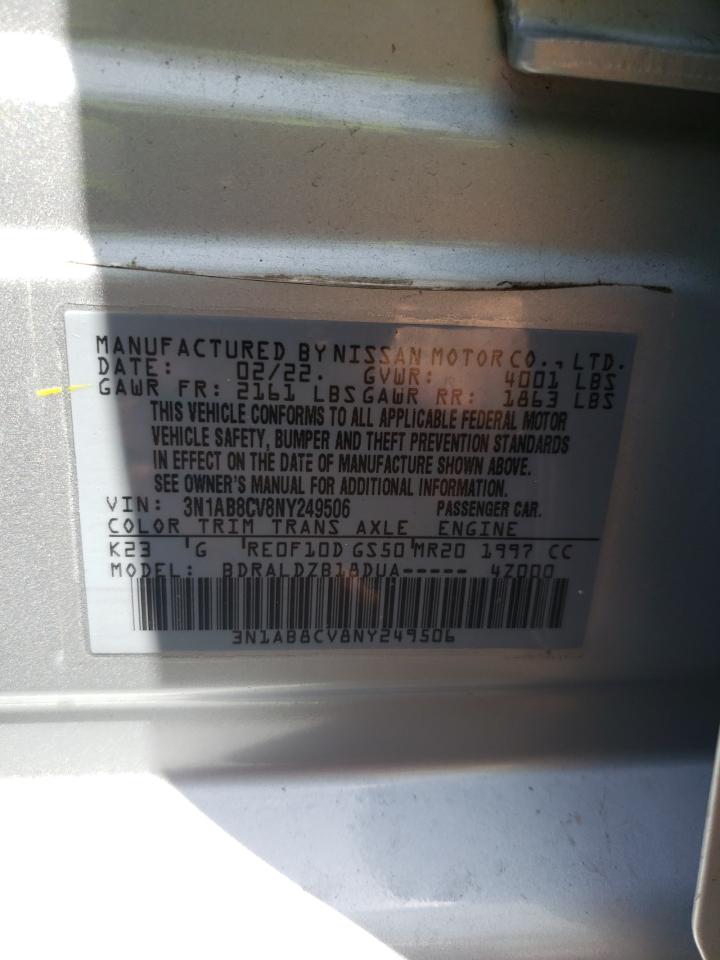 MANUFACTURED BY NISSAN MOTOR CO., LTD.
DATE: 02/22. GVWR: 4001 LBS
GAWR FR: 2161 LBS GAWR RR: 1863 LBS
THIS VEHICLE CONFORMS TO ALL APPLICABLE FEDERAL MOTOR
VEHICLE SAFETY, BUMPER AND THEFT PREVENTION STANDARDS
IN EFFECT ON THE DATE OF MANUFACTURE SHOWN ABOVE.
SEE OWNER'S MANUAL FOR ADDITIONAL INFORMATION.
VIN: 3N1AB8CV8NY249506 PASSENGER CAR.
COLOR TRIM TRANS AXLE ENGINE
K23 G RE0F10D GS50 MR20 1997 CC
MODEL: BDRALDZB18DUA----- 4Z000
3N1AB8CV8NY249506